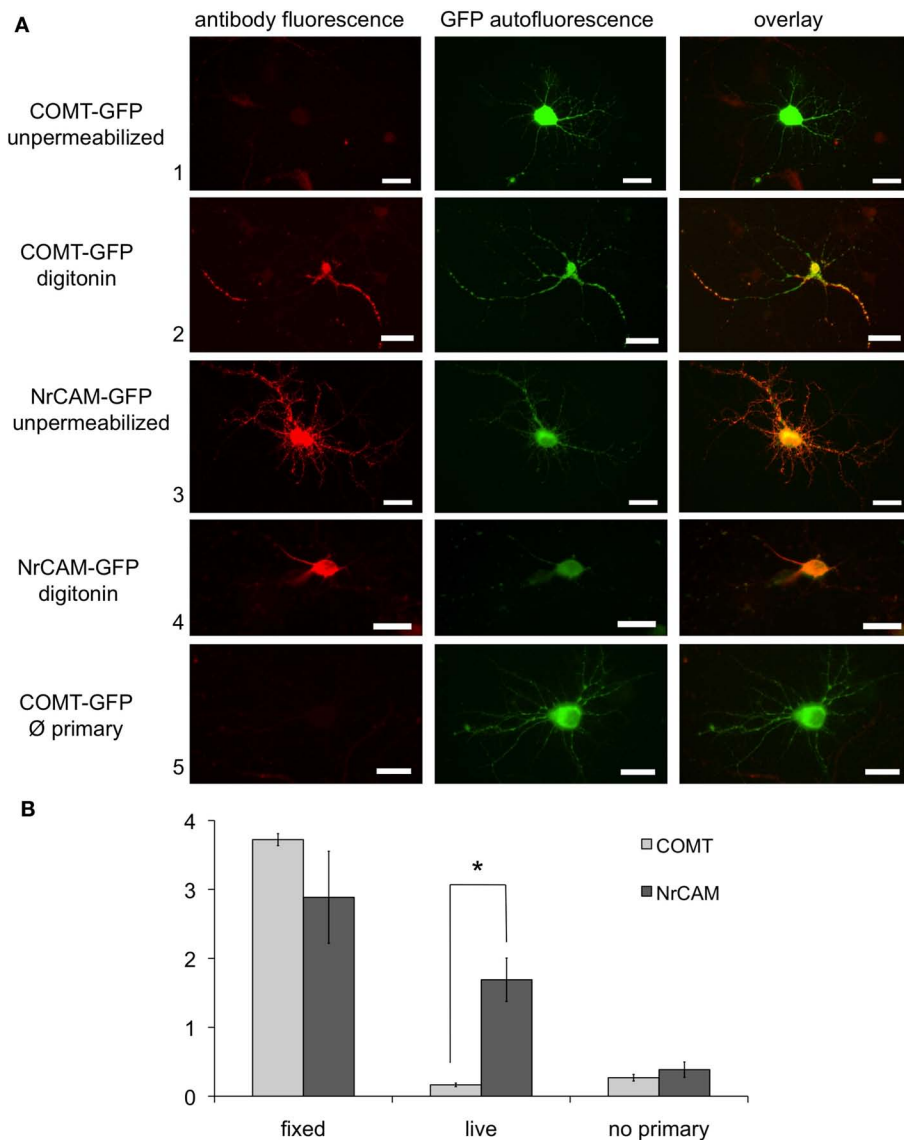 A
antibody fluorescence
GFP autofluorescence
overlay
COMT-GFP
unpermeabilized
1
COMT-GFP
digitonin
2
NrCAM-GFP
unpermeabilized
3
NrCAM-GFP
digitonin
4
COMT-GFP
Ø primary
5
B
4
3
2
1
0
*
COMT
NrCAM
fixed
live
no primary